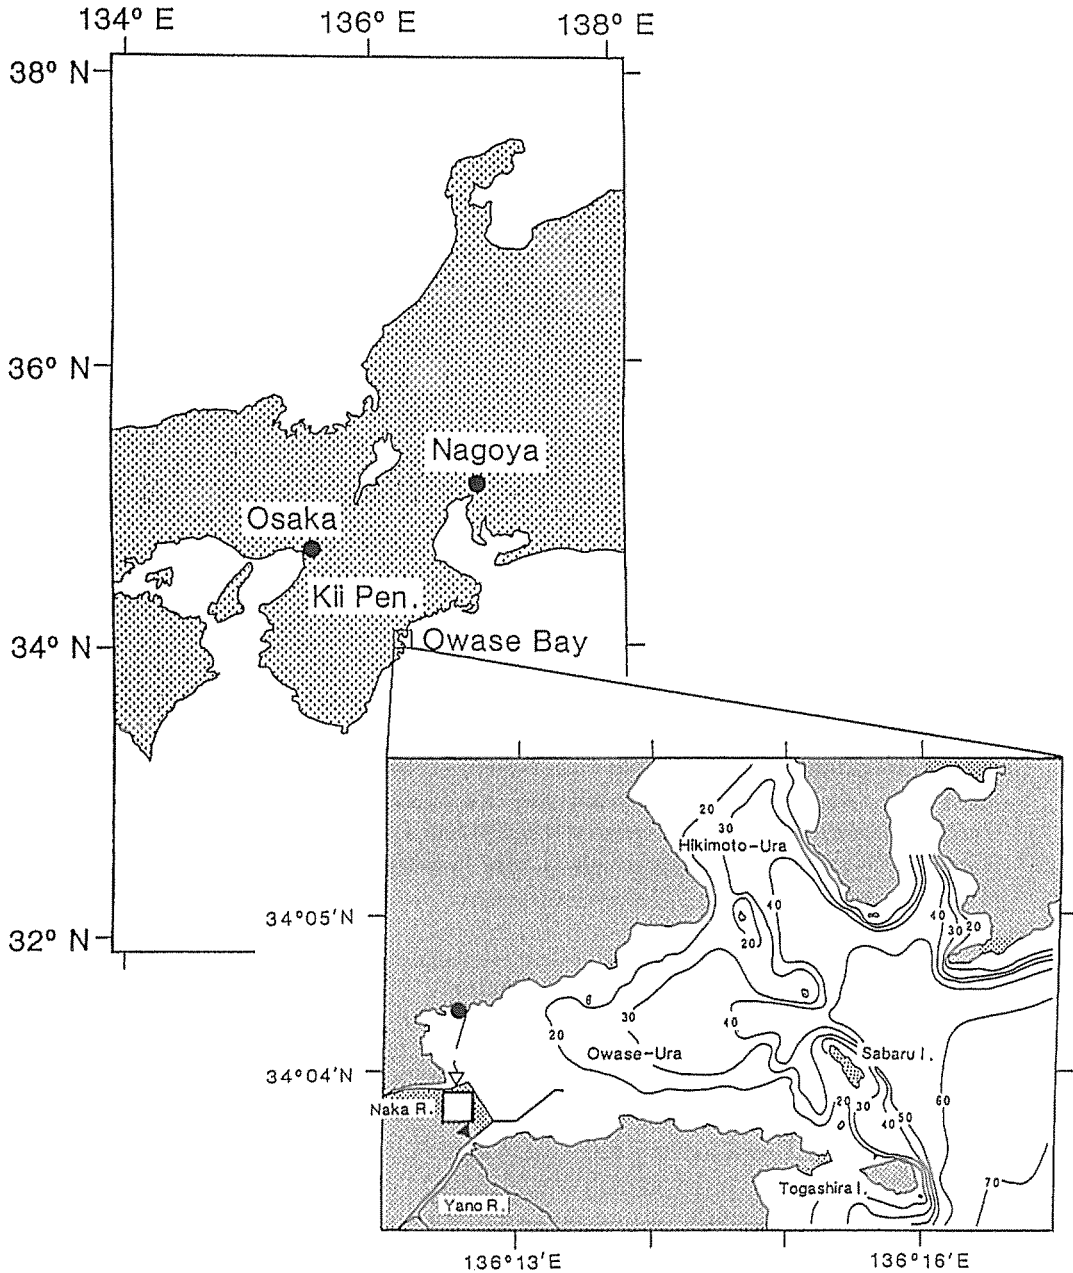 134° E 136° E 138° E
38° N
36° N
Nagoya
Osaka
Kii Pen.
Owase Bay
34° N
32° N
20
30
Hikimoto-Ura
40
34°05'N
20
40
30
20
20
30
40
Owase-Ura
Sabaru I.
34°04'N
60
20
30
40
50
Naka R.
70
Togashira I.
Yano R.
136°13'E 136°16'E